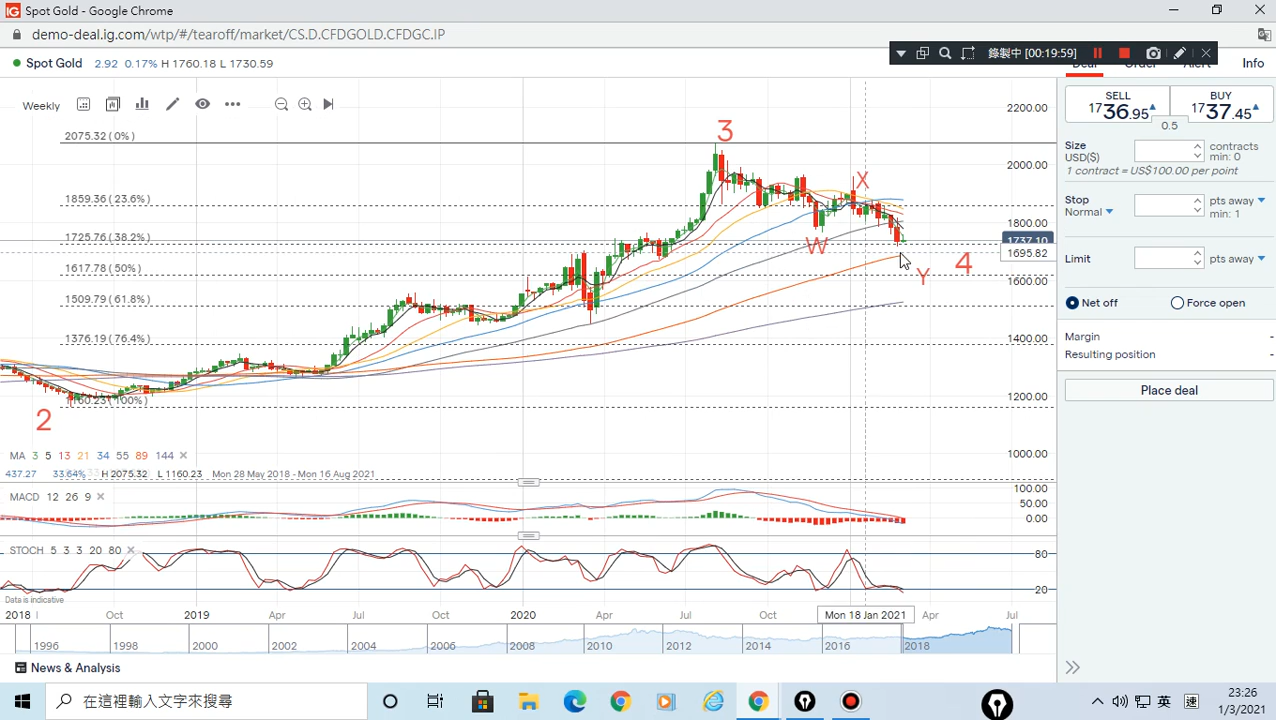 Spot Gold - Google Chrome
demo-deal.ig.com/wtp/#/tearoff/market/CS.D.CFDGOLD.CFDGC.IP
錄製中 [00:19:59]
Spot Gold 2.92 0.17% H 1760.18 L 1730.59
Deal Order Alert Info
Weekly
2200.00
2000.00
1800.00
1737.10
1695.82
1600.00
1400.00
1200.00
1000.00
2075.32 ( 0% )
1859.36 ( 23.6% )
1725.76 ( 38.2% )
1617.78 ( 50% )
1509.79 ( 61.8% )
1376.19 ( 76.4% )
1160.23 ( 100% )
2
3
W
X
Y
4
MA 3 5 13 21 34 55 89 144
437.27 33.64% H 2075.32 L 1160.23 Mon 28 May 2018 - Mon 16 Aug 2021
MACD 12 26 9
100.00
50.00
0.00
STOCH 5 3 3 20 80
80
20
Data is indicative
2018 Oct 2019 Apr Jul Oct 2020 Apr Jul Oct Mon 18 Jan 2021 Apr Jul
1996 1998 2000 2002 2004 2006 2008 2010 2012 2014 2016 2018
News & Analysis
SELL
1736.95
BUY
1737.45
0.5
Size
USD($)
contracts
min: 0
1 contract = US$100.00 per point
Stop
Normal
pts away
min: 1
Limit
pts away
Net off
Force open
Margin -
Resulting position -
Place deal
在這裡輸入文字來搜尋
英
速
23:26
1/3/2021